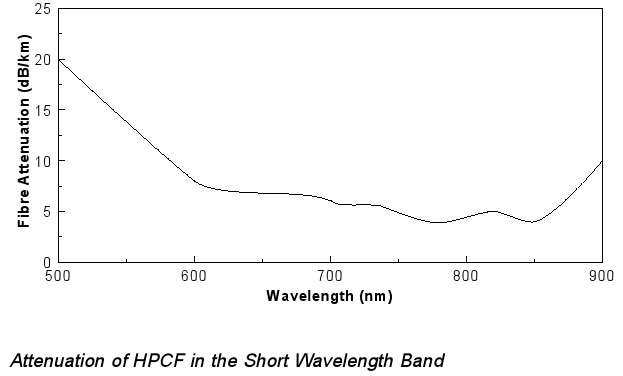 25
20
15
10
5
0
Fibre Attenuation (dB/km)
500 600 700 800 900
Wavelength (nm)
Attenuation of HPCF in the Short Wavelength Band